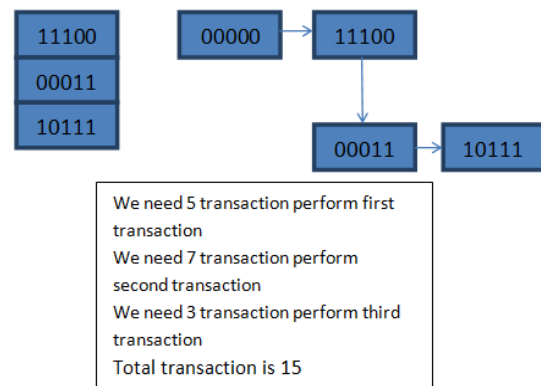 11100
00011
10111
00000
11100
00011
10111
We need 5 transaction perform first
transaction
We need 7 transaction perform
second transaction
We need 3 transaction perform third
transaction
Total transaction is 15